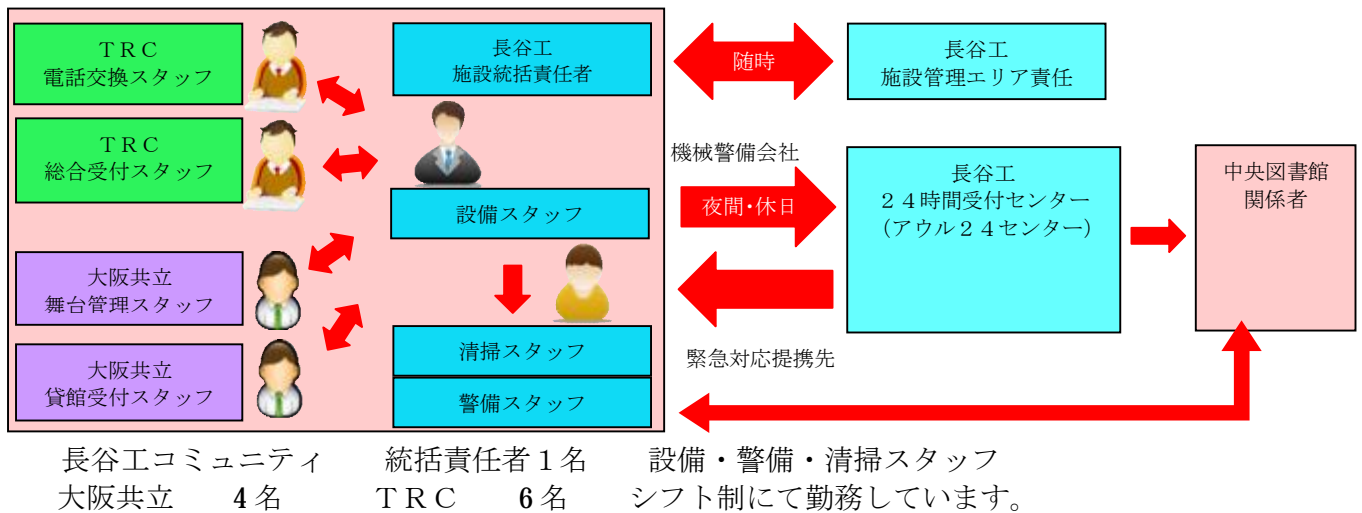 ＴＲＣ
電話交換スタッフ
ＴＲＣ
総合受付スタッフ
大阪共立
舞台管理スタッフ
大阪共立
貸館受付スタッフ
長谷工
施設統括責任者
設備スタッフ
清掃スタッフ
警備スタッフ
随時
長谷工
施設管理エリア責任
機械警備会社
夜間・休日
長谷工
２４時間受付センター
（アウル２４センター）
緊急対応提携先
中央図書館
関係者
長谷工コミュニティ　統括責任者１名　設備・警備・清掃スタッフ
大阪共立　4名　ＴＲＣ　6名　シフト制にて勤務しています。